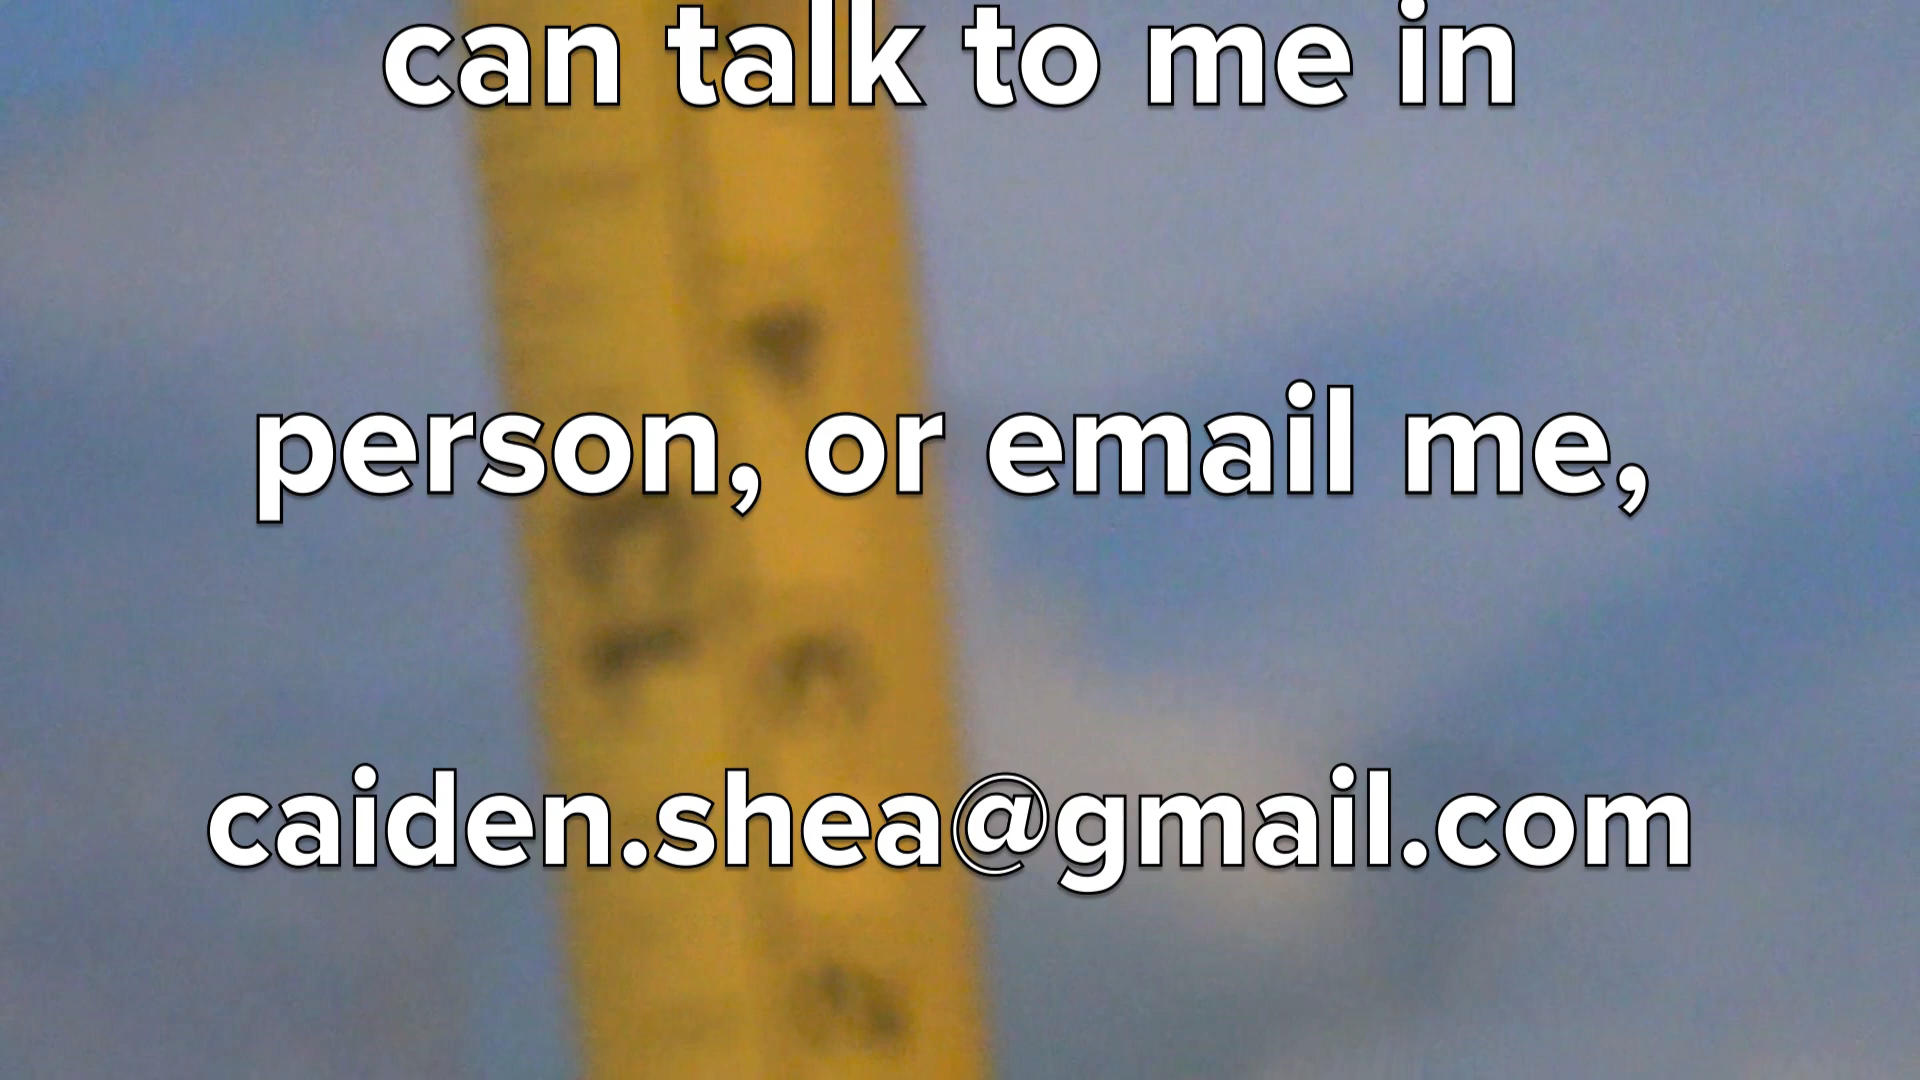 can talk to me in
person, or email me,
caiden.shea@gmail.com